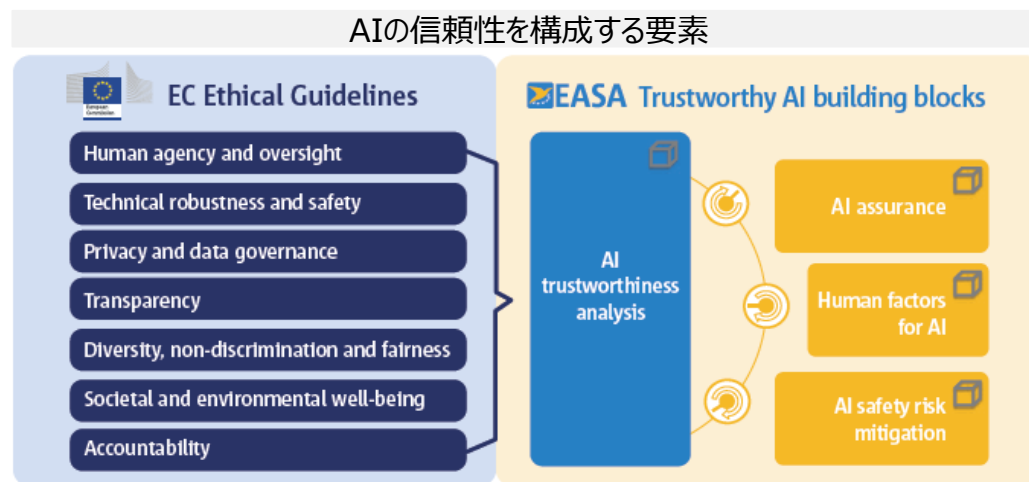 AIの信頼性を構成する要素
European
Commission
EC Ethical Guidelines
Human agency and oversight
Technical robustness and safety
Privacy and data governance
Transparency
Diversity, non-discrimination and fairness
Societal and environmental well-being
Accountability
EASA Trustworthy AI building blocks
AI
trustworthiness
analysis
AI assurance
Human factors
for AI
AI safety risk
mitigation